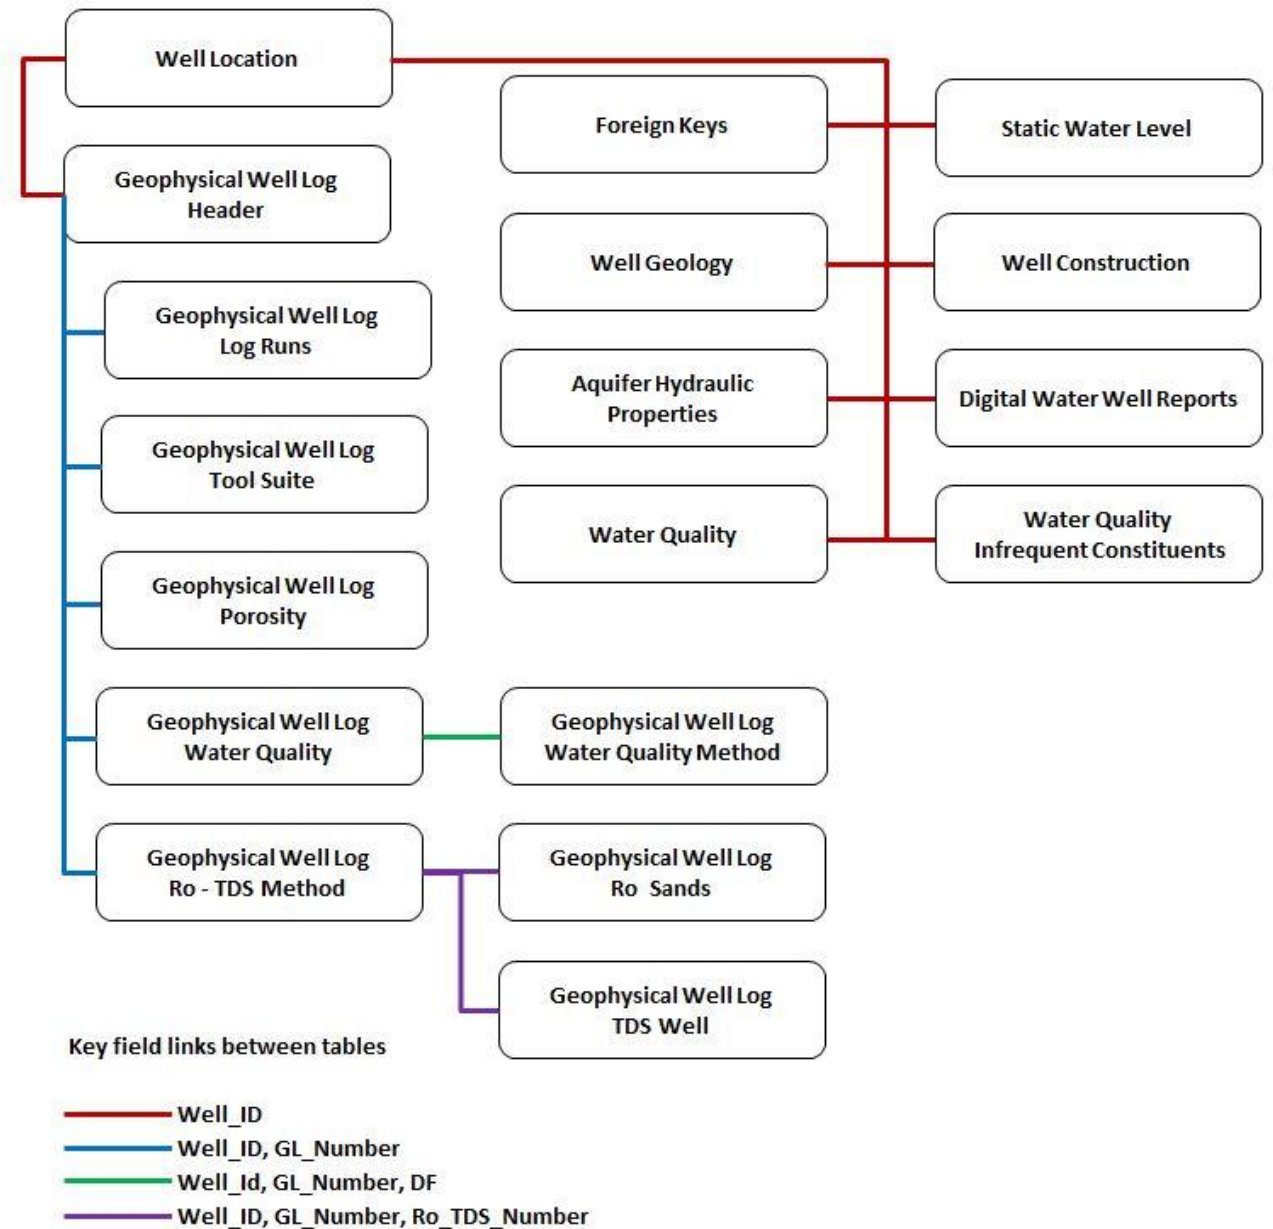 Well Location
Foreign Keys
Static Water Level
Geophysical Well Log
Header
Well Geology
Well Construction
Geophysical Well Log
Log Runs
Aquifer Hydraulic
Properties
Digital Water Well Reports
Geophysical Well Log
Tool Suite
Water Quality
Water Quality
Infrequent Constituents
Geophysical Well Log
Porosity
Geophysical Well Log
Water Quality
Geophysical Well Log
Water Quality Method
Geophysical Well Log
Ro - TDS Method
Geophysical Well Log
Ro Sands
Geophysical Well Log
TDS Well
Key field links between tables
Well_ID
Well_ID, GL_Number
Well_Id, GL_Number, DF
Well_ID, GL_Number, Ro_TDS_Number